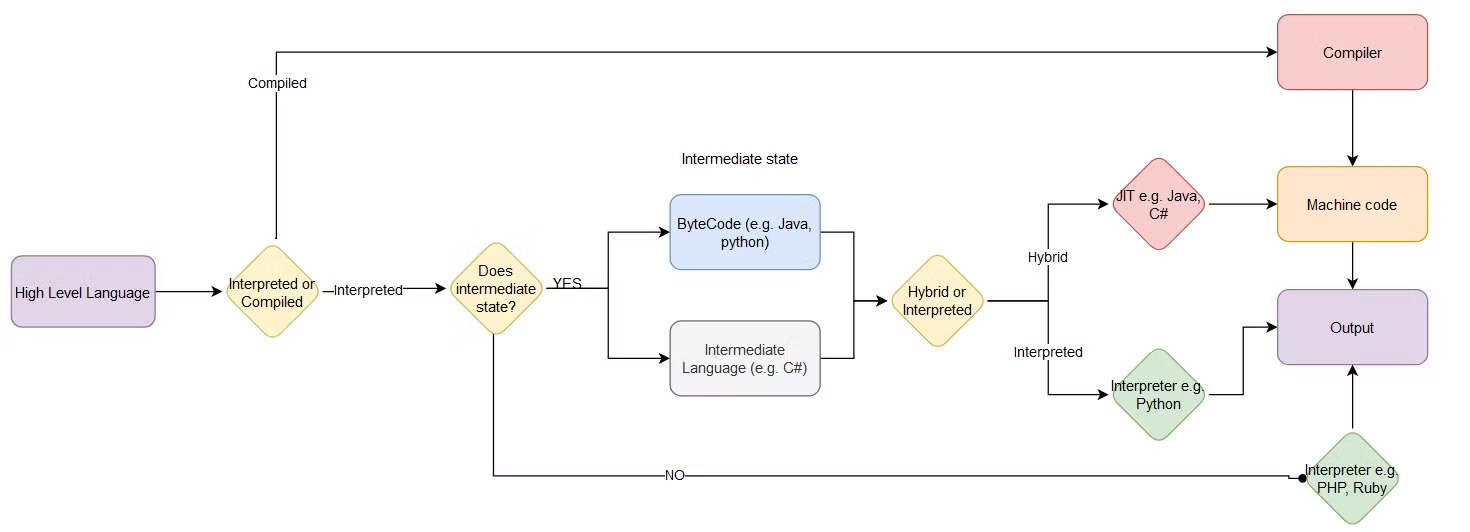 Compiler
Compiled
Intermediate state
JIT e.g. Java,
C#
Machine code
ByteCode (e.g. Java,
python)
Hybrid
High Level Language
Interpreted or
Compiled
Interpreted
Does
intermediate
state?
YES
Hybrid or
Interpreted
Output
Intermediate
Language (e.g. C#)
Interpreted
Interpreter e.g.
Python
NO
Interpreter e.g.
PHP, Ruby